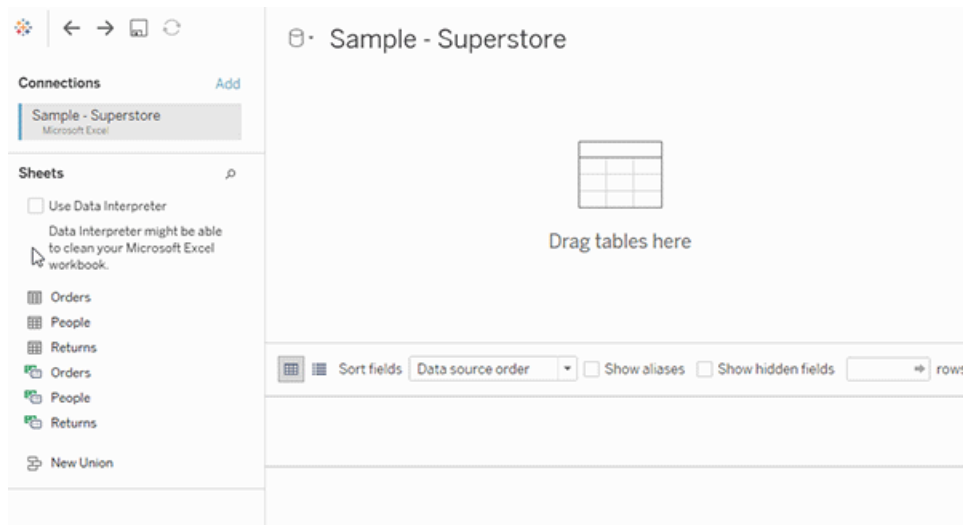 Sample - Superstore
Connections
Add
Sample - Superstore
Microsoft Excel
Sheets
Use Data Interpreter
Data Interpreter might be able
to clean your Microsoft Excel
workbook.
Orders
People
Returns
Orders
People
Returns
New Union
Drag tables here
Sort fields
Data source order
Show aliases
Show hidden fields
rows